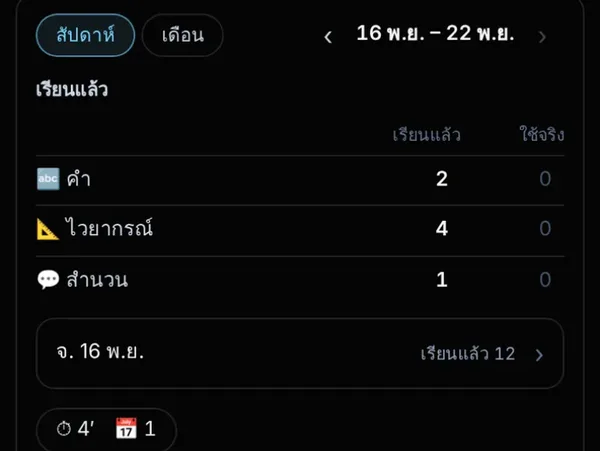 สัปดาห์ เดือน ‹ 16 พ.ย. – 22 พ.ย. ›
เรียนแล้ว
เรียนแล้ว ใช้จริง
🔤 คำ 2 0
📐 ไวยากรณ์ 4 0
💬 สำนวน 1 0
จ. 16 พ.ย. เรียนแล้ว 12 ›
⏱ 4′ 📅 1